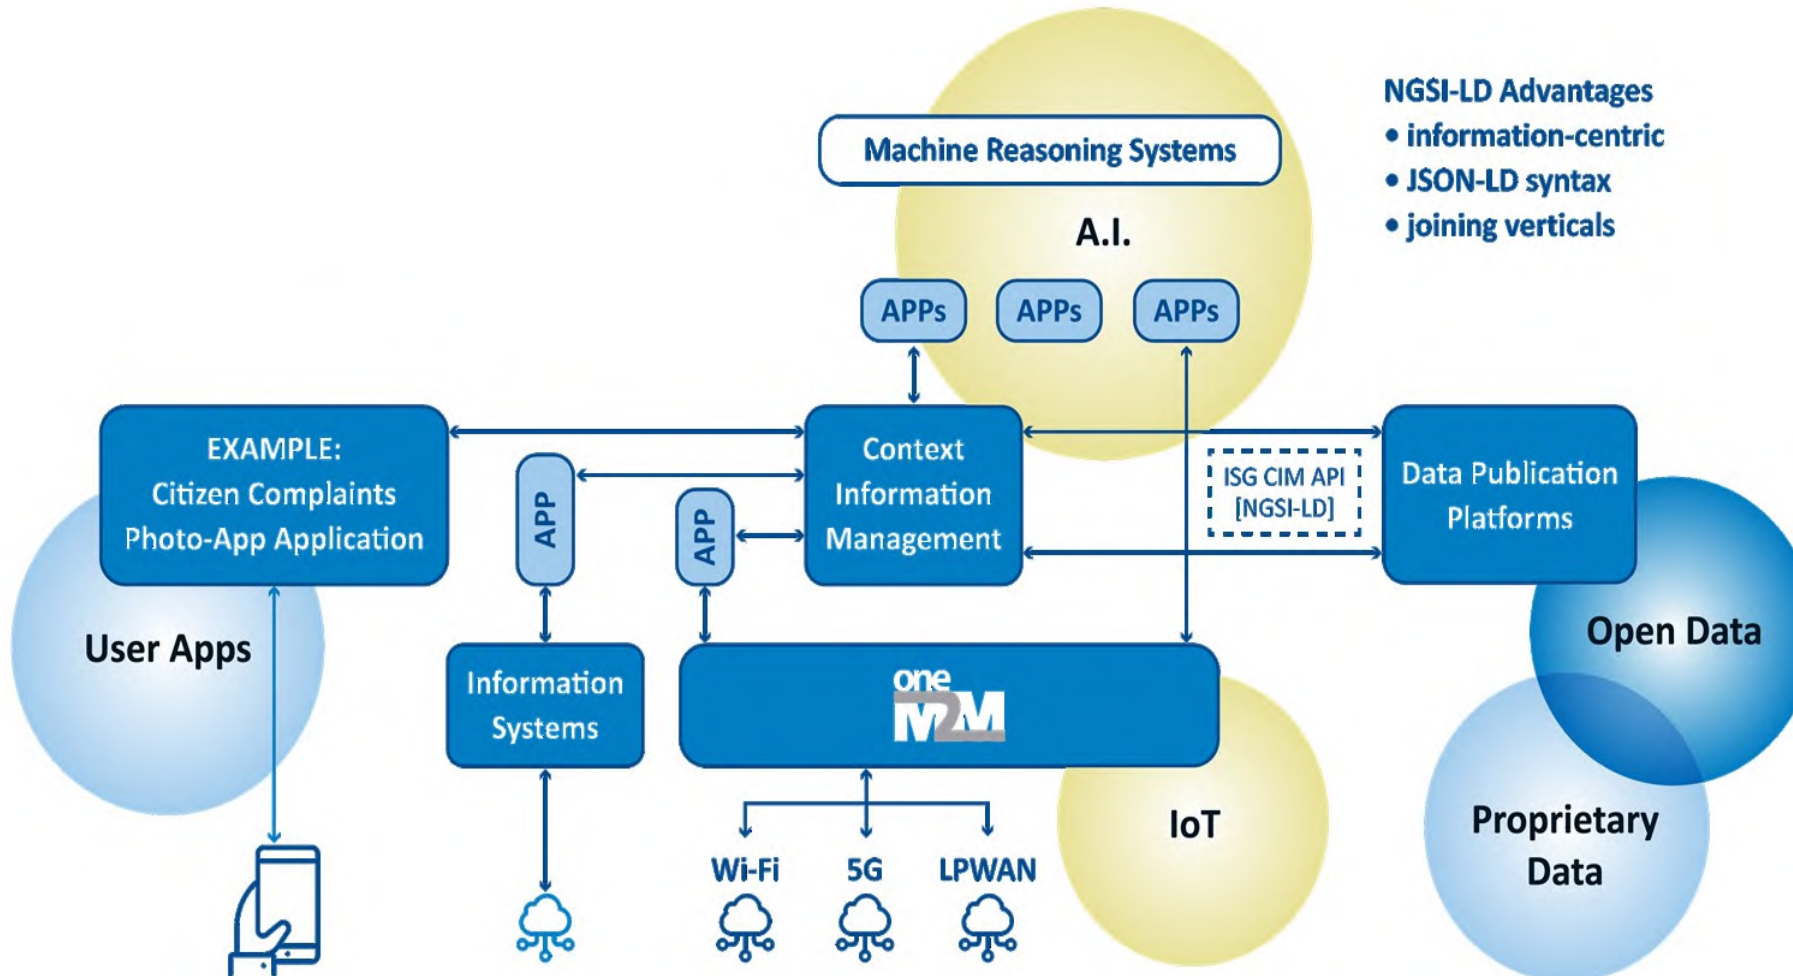 NGSI-LD Advantages
• information-centric
• JSON-LD syntax
• joining verticals
Machine Reasoning Systems
A.I.
APPs
APPs
APPs
EXAMPLE:
Citizen Complaints
Photo-App Application
APP
APP
Context
Information
Management
ISG CIM API
[NGSI-LD]
Data Publication
Platforms
User Apps
Information
Systems
one
M2M
Open Data
IoT
Proprietary
Data
Wi-Fi
5G
LPWAN